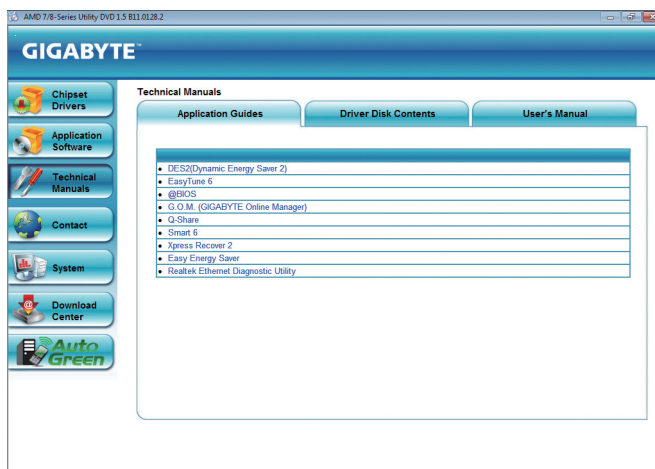 AMD 7/8-Series Utility DVD 1.5 B11.0128.2
GIGABYTE™
Chipset
Drivers
Application
Software
Technical
Manuals
Contact
System
Download
Center
Auto
Green
Technical Manuals
Application Guides
Driver Disk Contents
User's Manual
DES2(Dynamic Energy Saver 2)
EasyTune 6
@BIOS
G.O.M. (GIGABYTE Online Manager)
Q-Share
Smart 6
Xpress Recover 2
Easy Energy Saver
Realtek Ethernet Diagnostic Utility